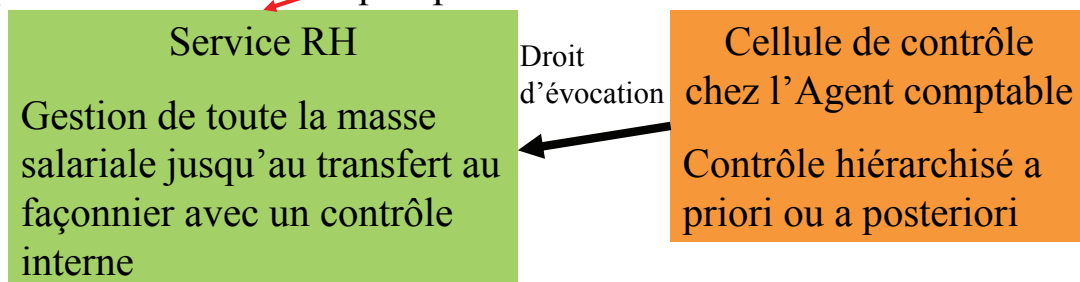 Service RH
Gestion de toute la masse
salariale jusqu’au transfert au
façonnier avec un contrôle
interne
Droit
d’évocation
Cellule de contrôle
chez l’Agent comptable
Contrôle hiérarchisé a
priori ou a posteriori